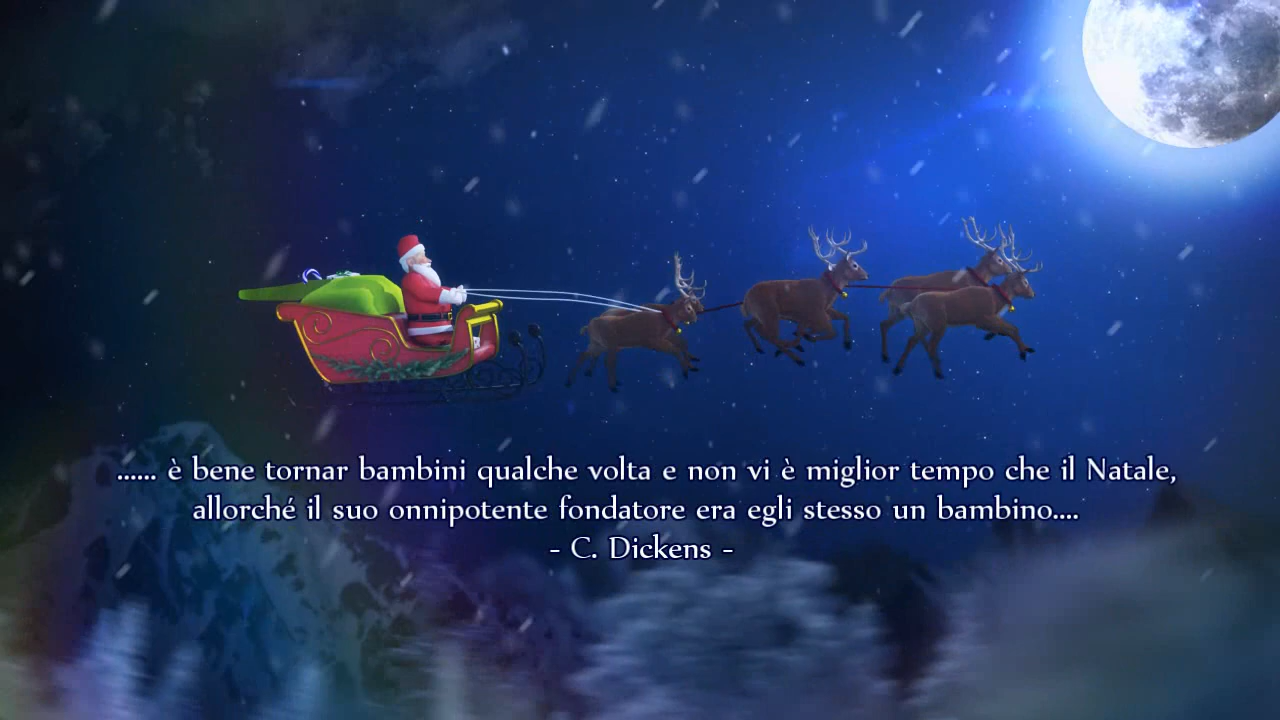 ...... è bene tornar bambini qualche volta e non vi è miglior tempo che il Natale,
allorché il suo onnipotente fondatore era egli stesso un bambino....
- C. Dickens -